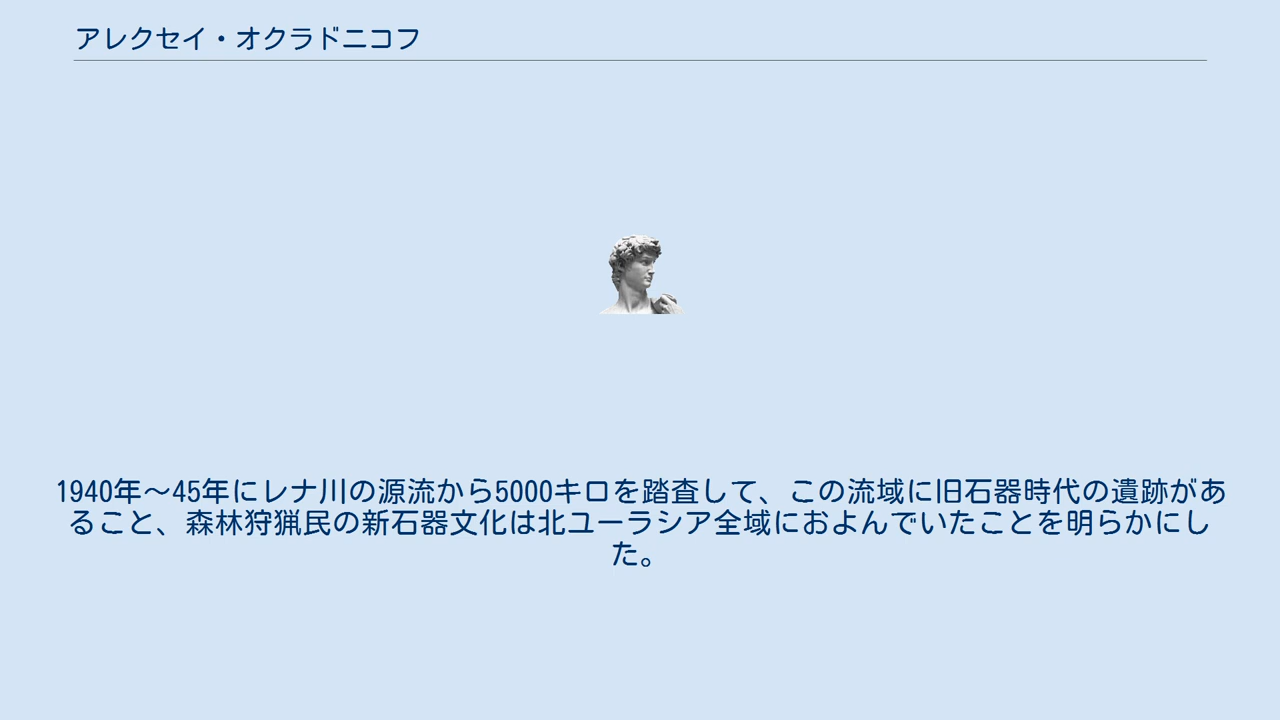 アレクセイ・オクラドニコフ
1940年～45年にレナ川の源流から5000キロを踏査して、この流域に旧石器時代の遺跡があ
ること、森林狩猟民の新石器文化は北ユーラシア全域におよんでいたことを明らかにし
た。